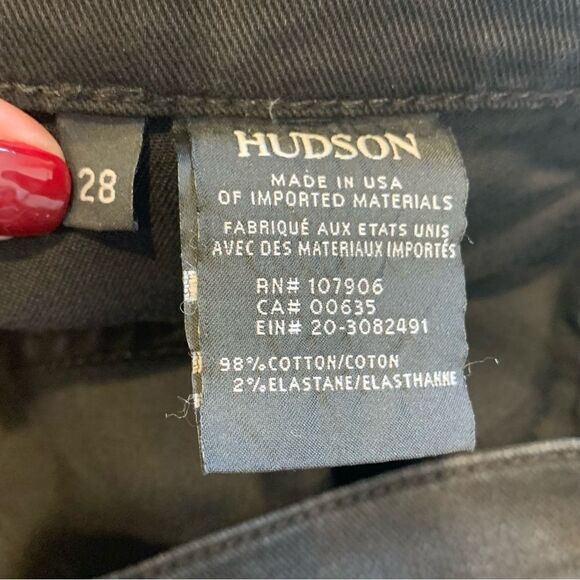 28
HUDSON
MADE IN USA
OF IMPORTED MATERIALS
FABRIQUÉ AUX ETATS UNIS
AVEC DES MATERIAUX IMPORTÉS
RN# 107906
CA# 00635
EIN# 20-3082491
98% COTTON/COTON
2% ELASTANE/ELASTHANNE